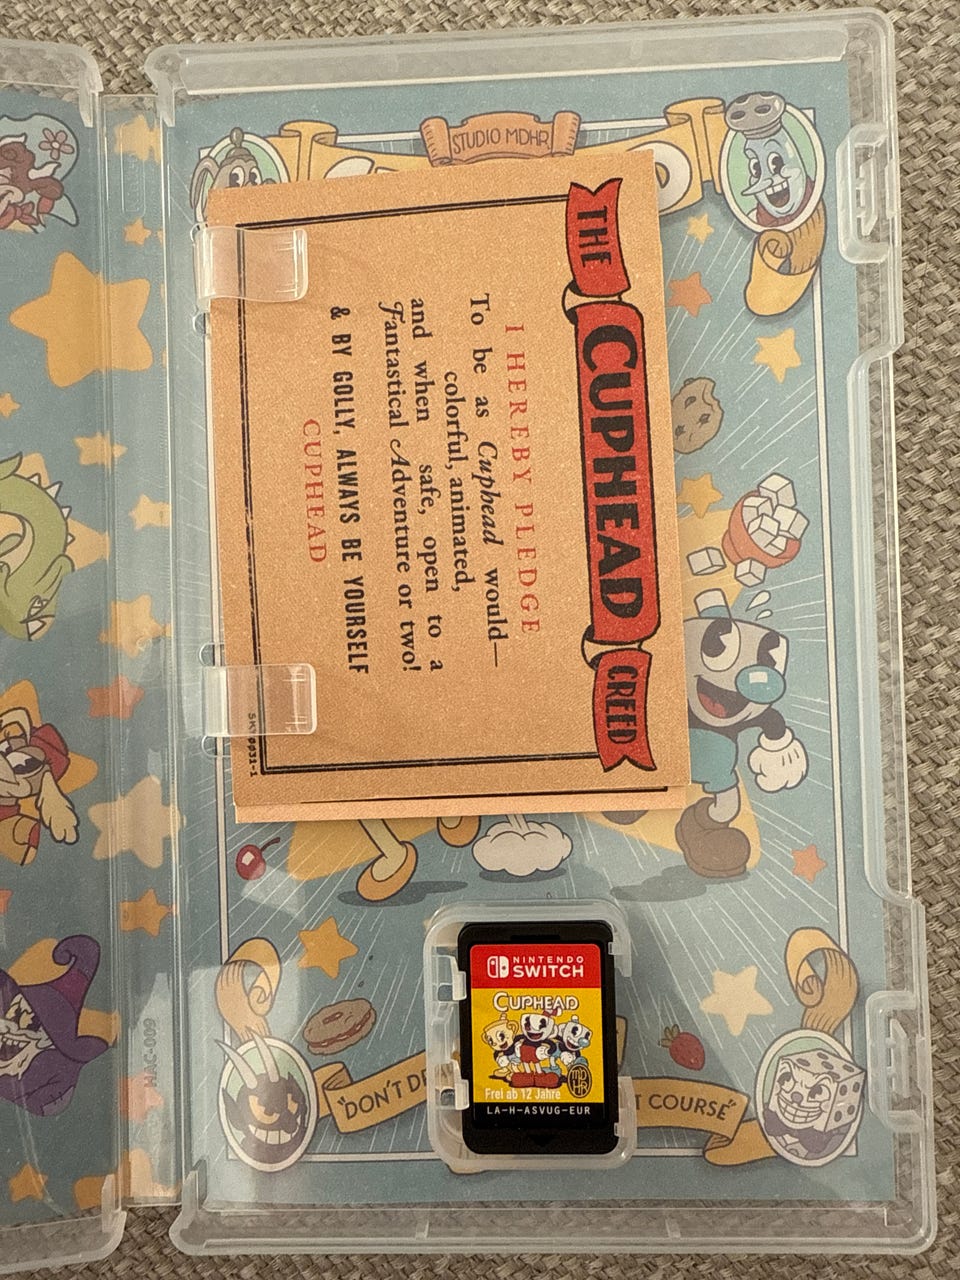 STUDIO MDHR
THE
CUPHEAD
CREED
I HEREBY PLEDGE
To be as Cuphead would—
colorful, animated,
and when safe, open to a
Fantastical Adventure or two!
& BY GOLLY, ALWAYS BE YOURSELF
CUPHEAD
NINTENDO
SWITCH
CUPHEAD
MDHR
Frei ab 12 Jahre
LA-H-ASVUG-EUR
"DON'T
T COURSE"
HAC-009